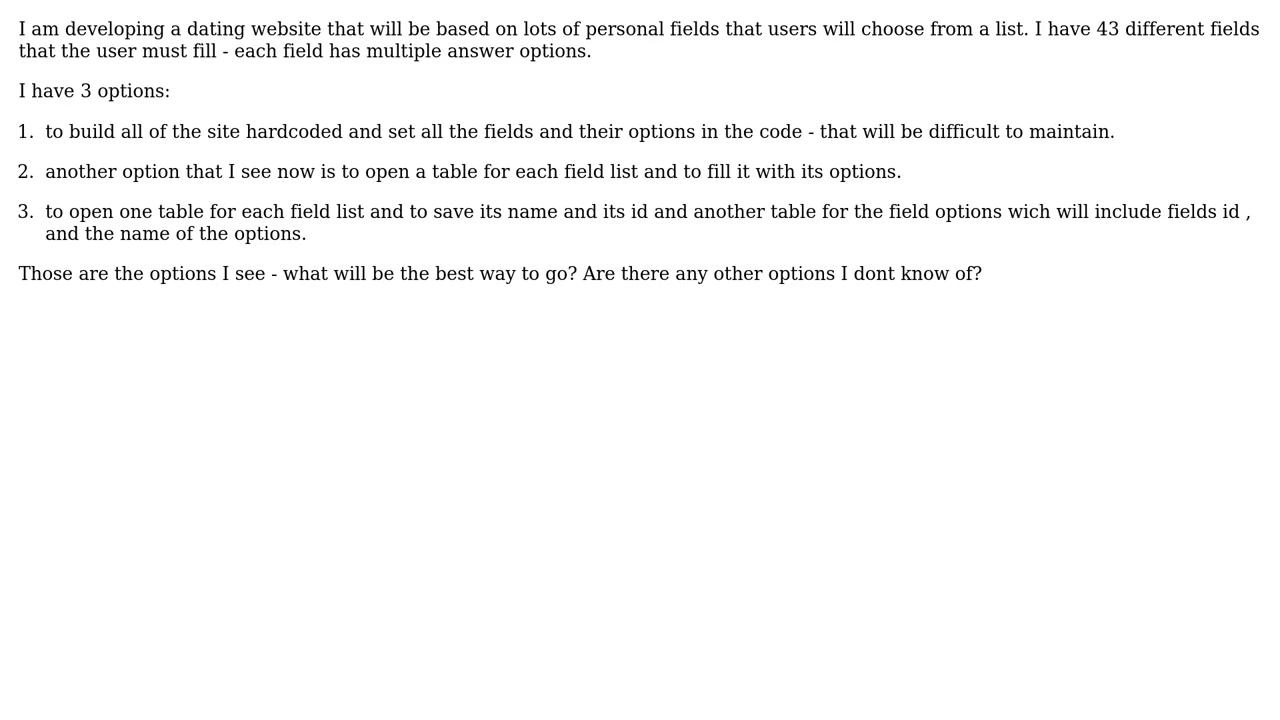 I am developing a dating website that will be based on lots of personal fields that users will choose from a list. I have 43 different fields
that the user must fill - each field has multiple answer options.
I have 3 options:
1. to build all of the site hardcoded and set all the fields and their options in the code - that will be difficult to maintain.
2. another option that I see now is to open a table for each field list and to fill it with its options.
3. to open one table for each field list and to save its name and its id and another table for the field options wich will include fields id ,
and the name of the options.
Those are the options I see - what will be the best way to go? Are there any other options I dont know of?